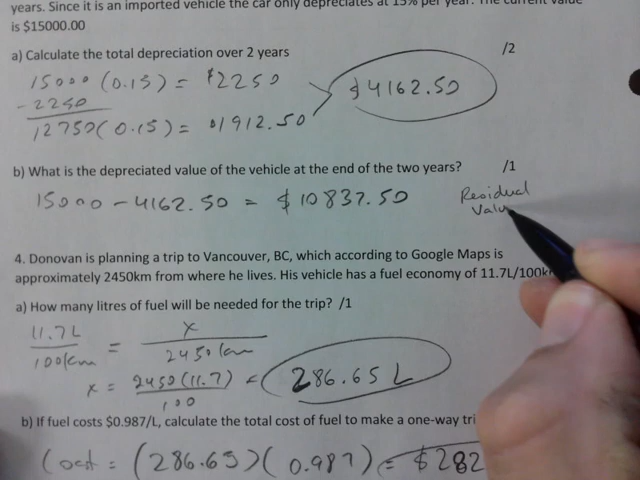 years. Since it is an imported vehicle the car only depreciates at 15% per year. The current value
is $15000.00
a) Calculate the total depreciation over 2 years /2
15000 (0.15) = $2250
- 2250
12750 (0.15) = $1912.50
$4162.50
b) What is the depreciated value of the vehicle at the end of the two years? /1
15000 - 4162.50 = $10837.50
Residual
Valu
4. Donovan is planning a trip to Vancouver, BC, which according to Google Maps is
approximately 2450km from where he lives. His vehicle has a fuel economy of 11.7L/100k
a) How many litres of fuel will be needed for the trip? /1
11.7L / 100km = x / 2450 km
x = 2450 (11.7) / 100 = 286.65 L
b) If fuel costs $0.987/L, calculate the total cost of fuel to make a one-way tri
Cost = (286.65)(0.987) = $282